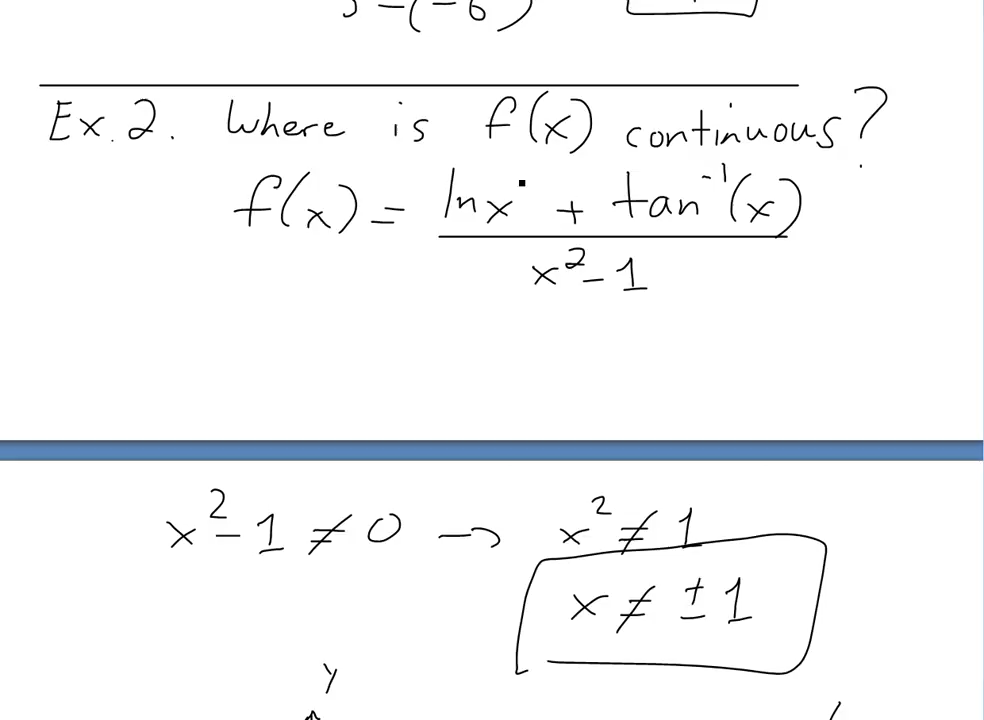 Ex. 2. Where is f(x) continuous?
f(x) = ln x + tan⁻¹(x)
x² - 1
x² - 1 ≠ 0 → x² ≠ 1
x ≠ ± 1
y